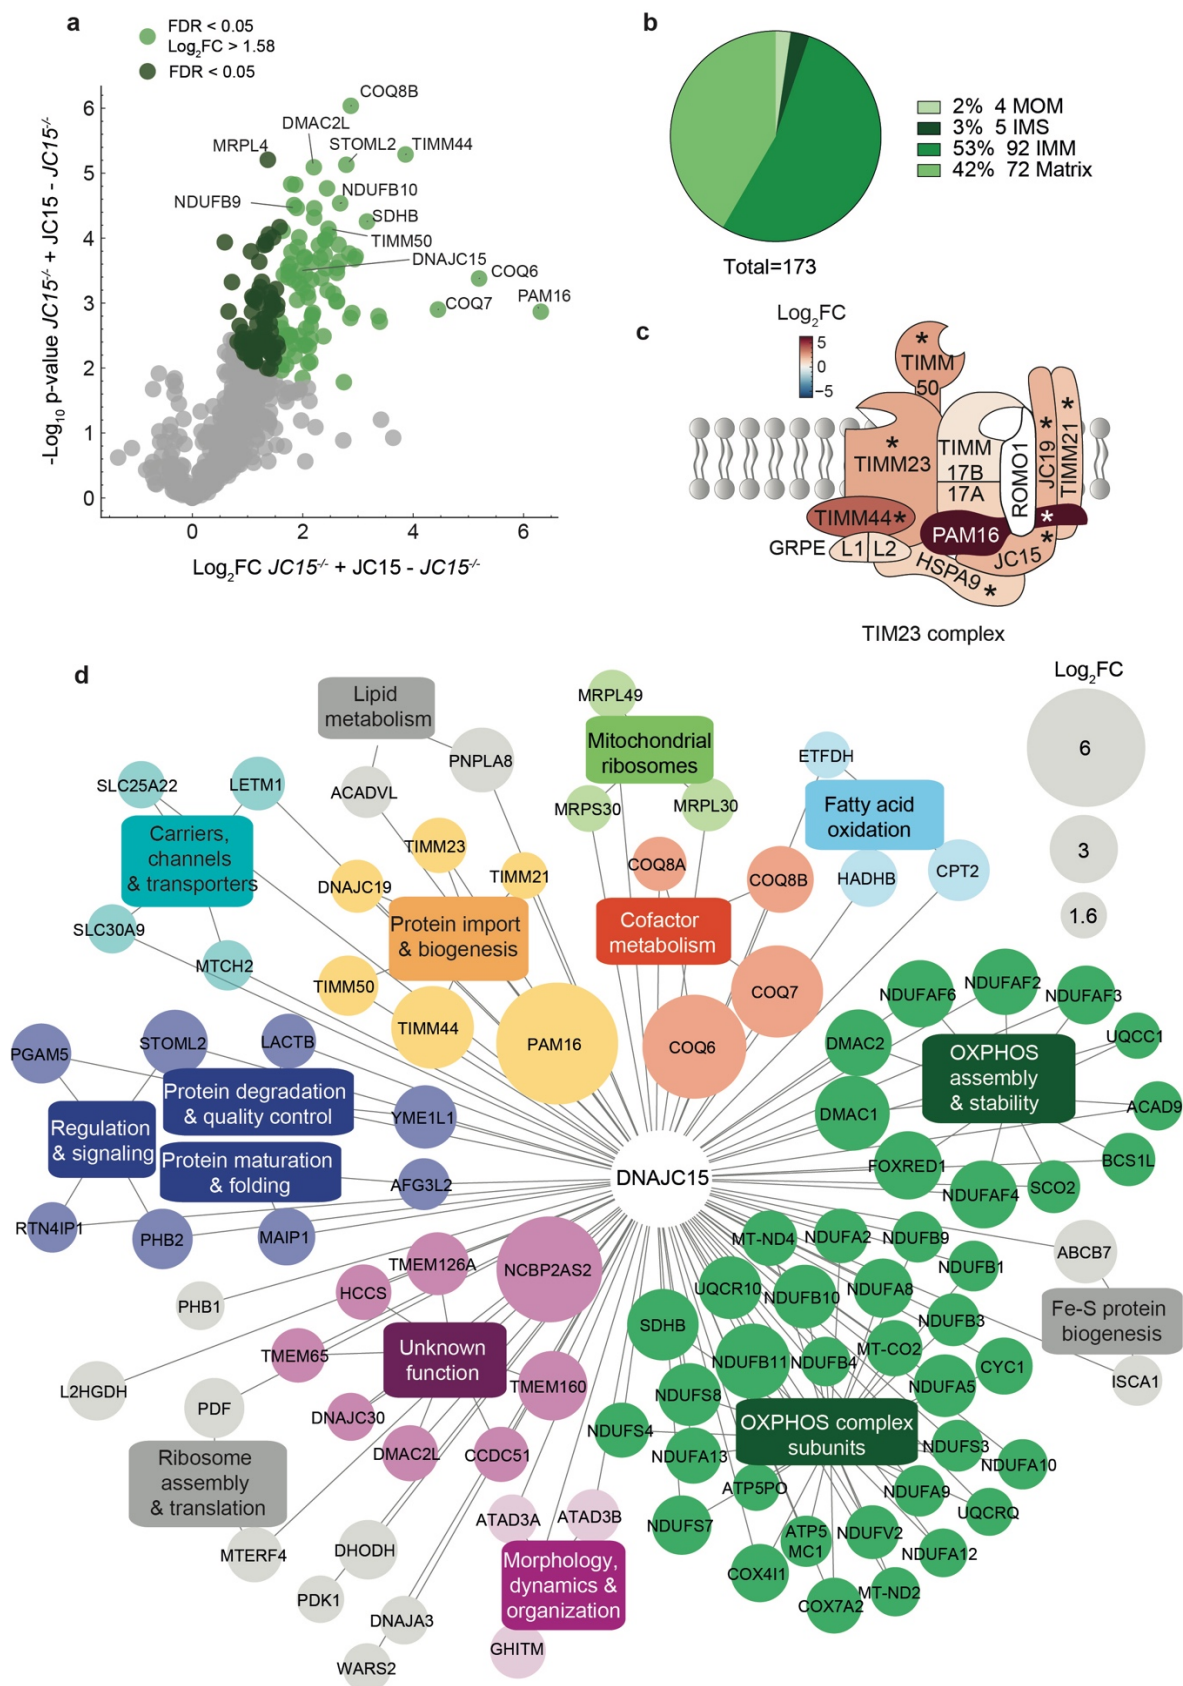 a
FDR < 0.05
Log2FC > 1.58
FDR < 0.05
COQ8B
DMAC2L
STOML2
TIMM44
MRPL4
NDUFB10
NDUFB9
SDHB
TIMM50
DNAJC15
COQ6
COQ7
PAM16
6
5
4
3
2
1
0
-Log10 p-value JC15-/- + JC15 - JC15-/-
0
2
4
6
Log2FC JC15-/- + JC15 - JC15-/-
b
2% 4 MOM
3% 5 IMS
53% 92 IMM
42% 72 Matrix
Total=173
c
Log2FC
5
0
−5
*
TIMM
50
*
TIMM23
TIMM
17B
17A
ROMO1
JC19 *
TIMM21 *
TIMM44*
PAM16
*
GRPE
L1
L2
JC15 *
HSPA9 *
TIM23 complex
d
Log2FC
6
3
1.6
Lipid
metabolism
PNPLA8
ACADVL
MRPL49
Mitochondrial
ribosomes
MRPS30
MRPL30
ETFDH
Fatty acid
oxidation
HADHB
CPT2
SLC25A22
LETM1
Carriers,
channels
& transporters
SLC30A9
MTCH2
TIMM23
DNAJC19
TIMM21
Protein import
& biogenesis
TIMM50
TIMM44
PAM16
COQ8A
COQ8B
Cofactor
metabolism
COQ7
COQ6
NDUFAF6
NDUFAF2
NDUFAF3
DMAC2
UQCC1
OXPHOS
assembly
& stability
DMAC1
ACAD9
FOXRED1
BCS1L
NDUFAF4
SCO2
PGAM5
STOML2
LACTB
Protein degradation
& quality control
YME1L1
Regulation
& signaling
Protein maturation
& folding
AFG3L2
RTN4IP1
PHB2
MAIP1
DNAJC15
ABCB7
Fe-S protein
biogenesis
ISCA1
PHB1
TMEM126A
HCCS
NCBP2AS2
TMEM65
Unknown
function
TMEM160
L2HGDH
DNAJC30
DMAC2L
CCDC51
PDF
Ribosome
assembly
& translation
MTERF4
DHODH
PDK1
DNAJA3
WARS2
ATAD3A
ATAD3B
Morphology,
dynamics &
organization
GHITM
MT-ND4
NDUFA2
NDUFB9
NDUFB1
UQCR10
NDUFB10
NDUFA8
NDUFB3
SDHB
NDUFB11
NDUFB4
MT-CO2
CYC1
NDUFA5
NDUFS8
NDUFS4
OXPHOS complex
subunits
NDUFS3
NDUFA10
NDUFA13
ATP5PO
NDUFA9
UQCRQ
NDUFS7
ATP5
MC1
NDUFV2
NDUFA12
COX4I1
COX7A2
MT-ND2